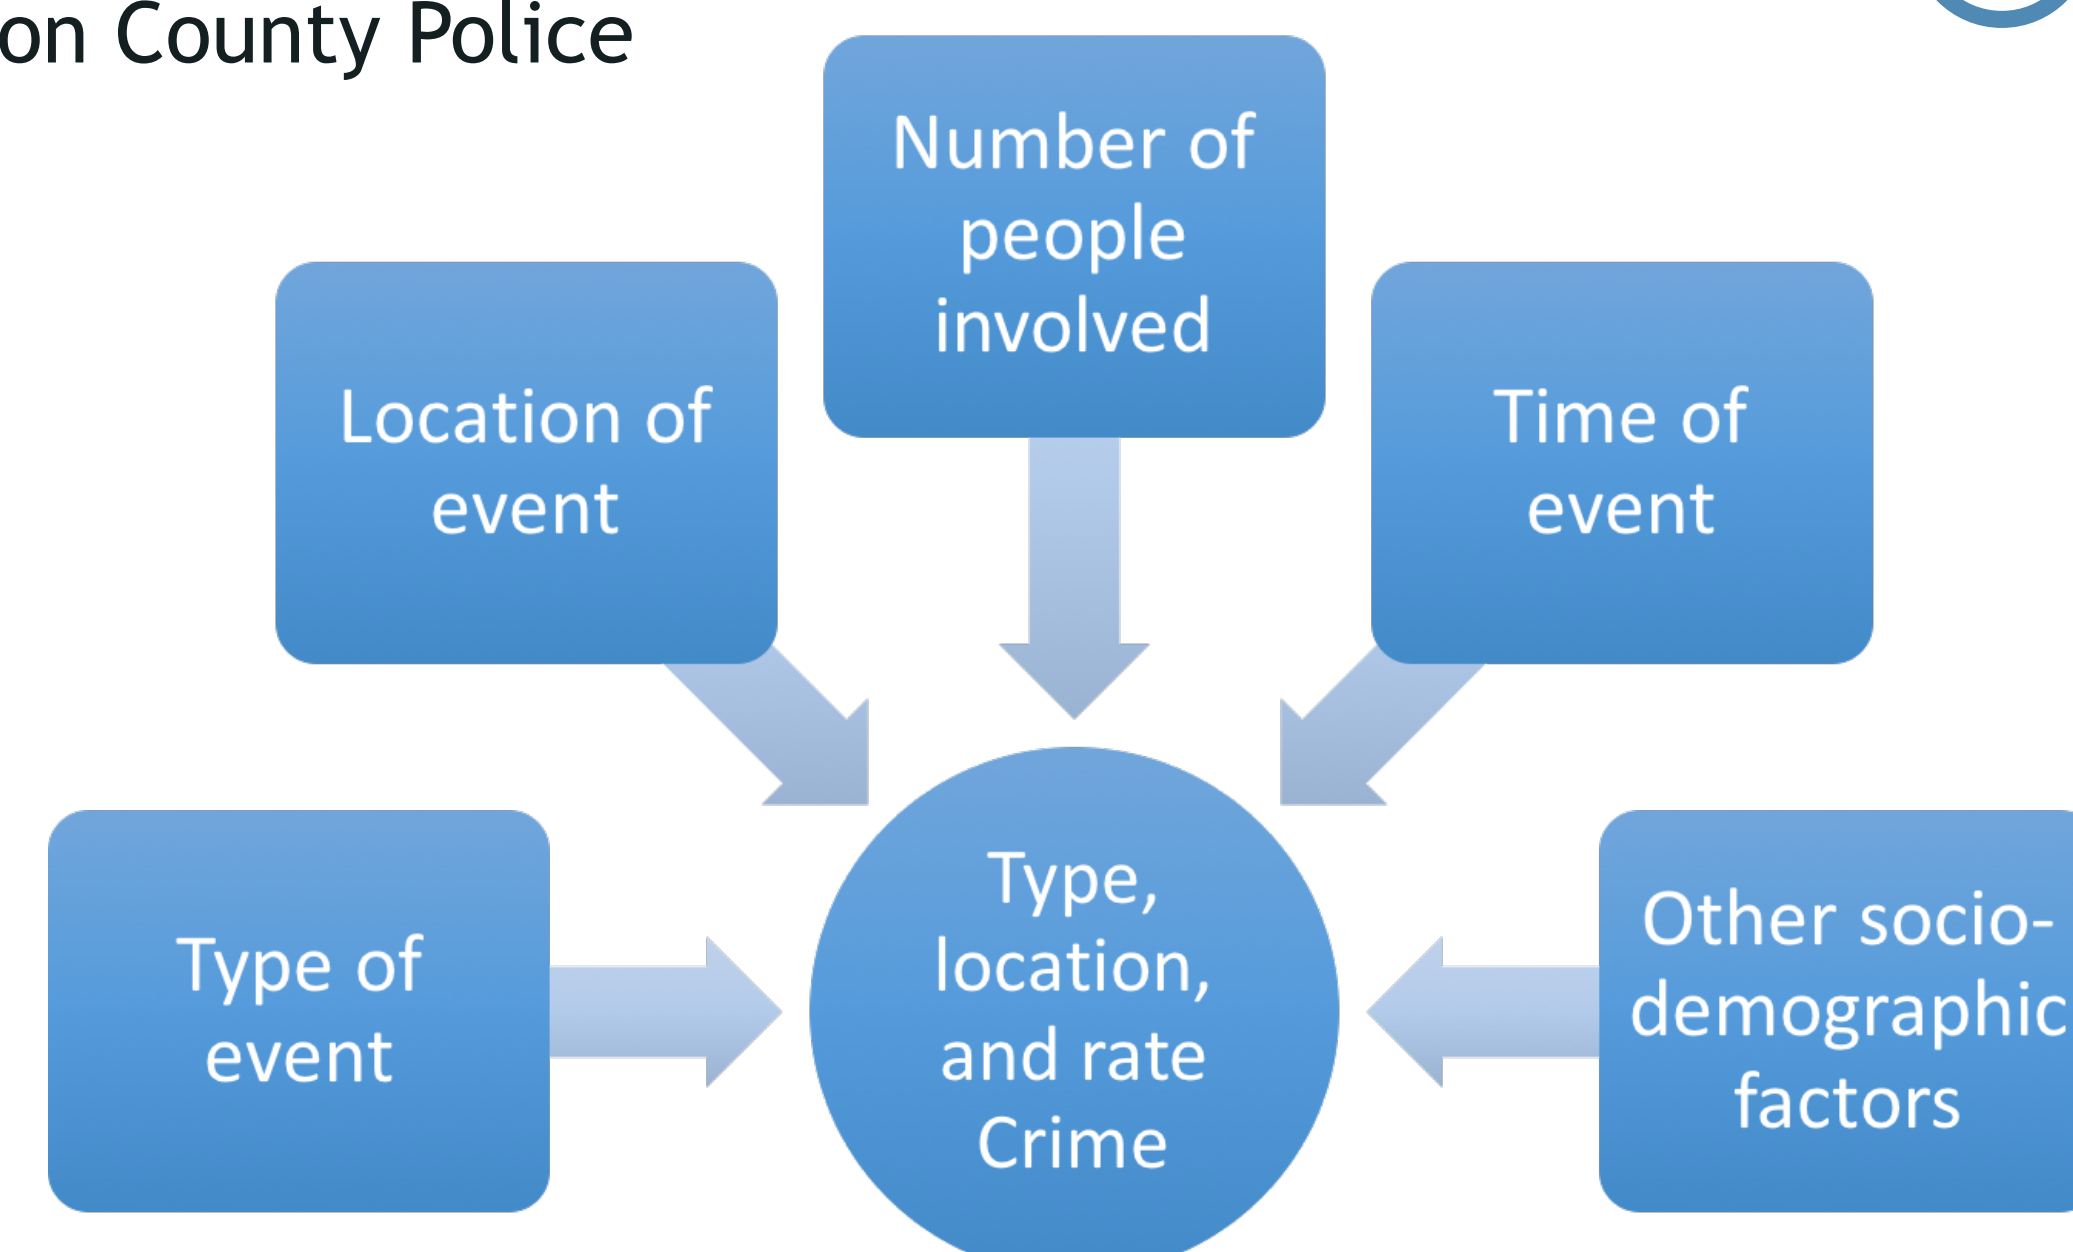 on County Police
Number of
people
involved
Location of
event
Time of
event
Type of
event
Type,
location,
and rate
Crime
Other socio-
demographic
factors